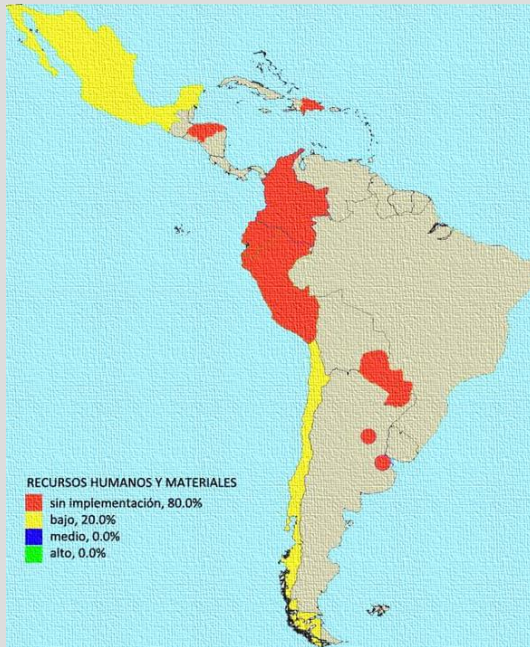 RECURSOS HUMANOS Y MATERIALES
sin implementación, 80.0%
bajo, 20.0%
medio, 0.0%
alto, 0.0%